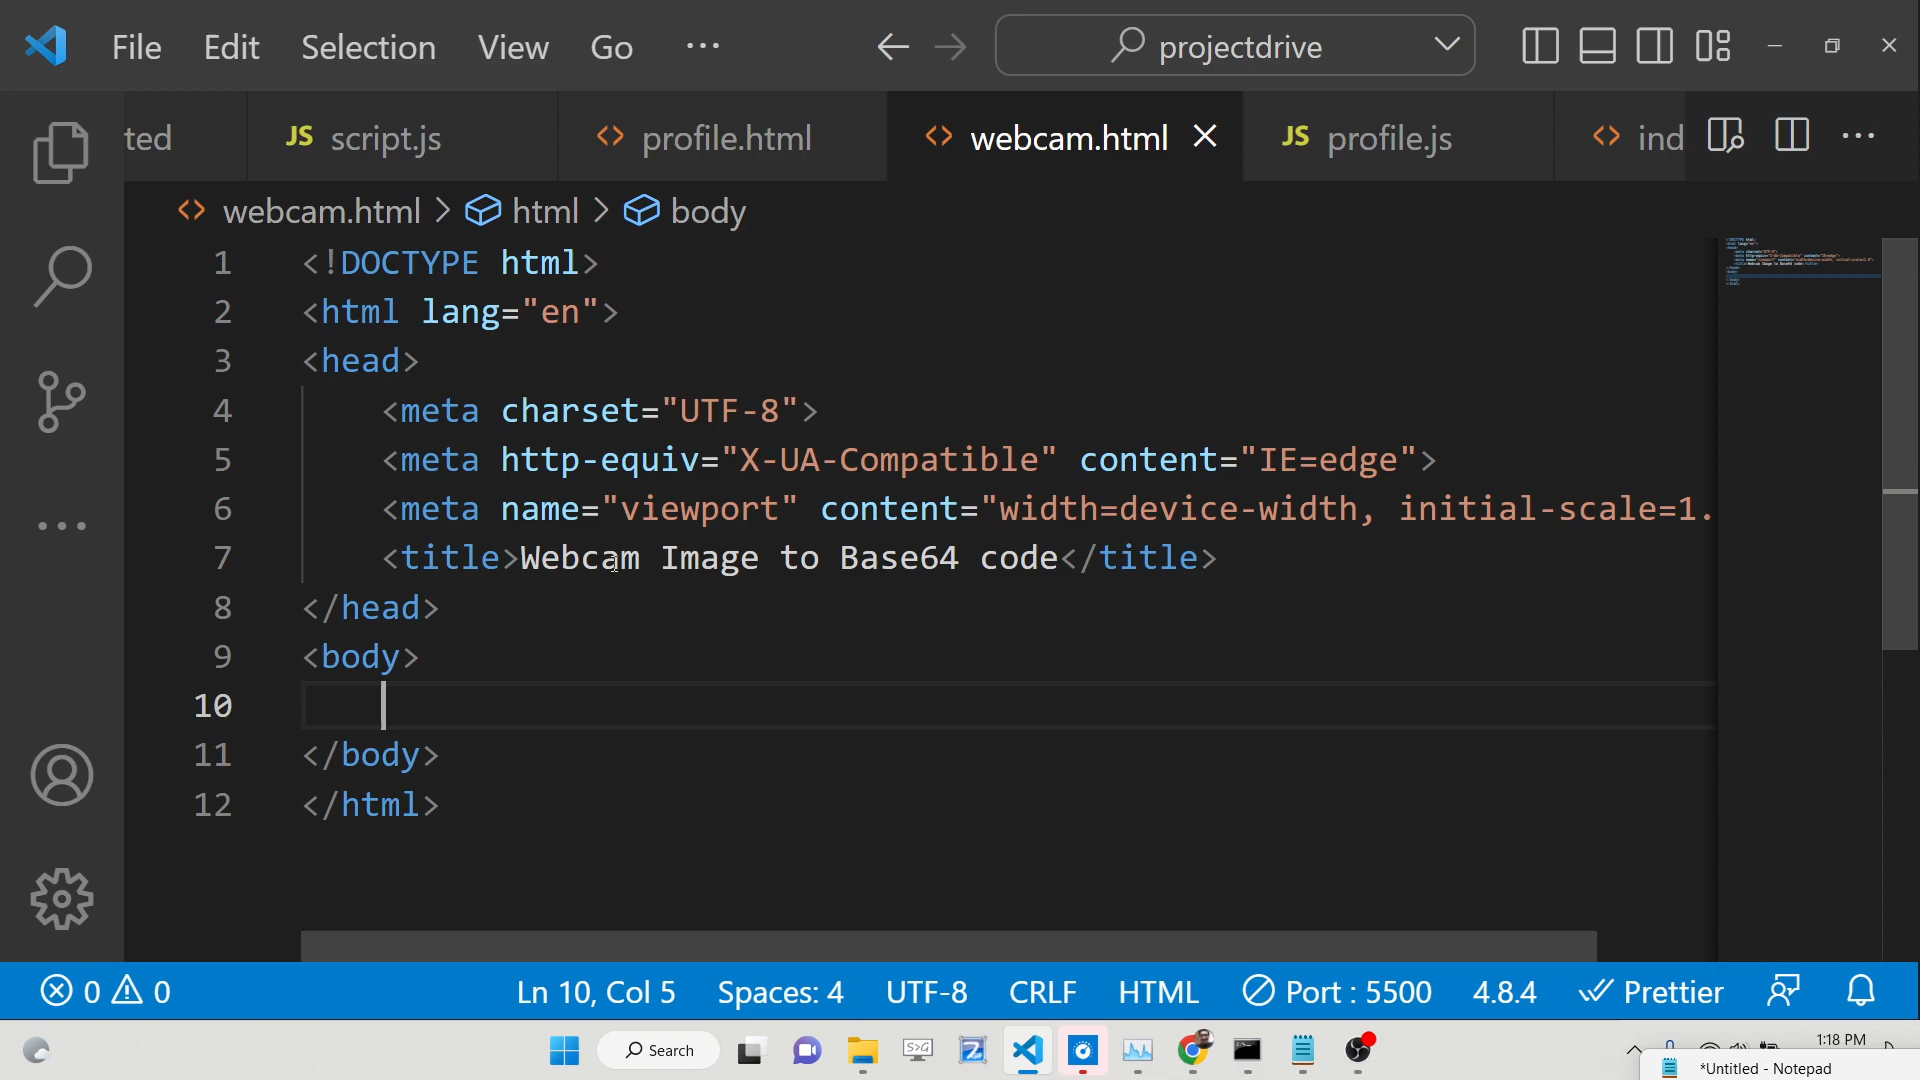 File Edit Selection View Go ··· projectdrive
ted JS script.js <> profile.html <> webcam.html JS profile.js <> ind
<> webcam.html > html > body
1 <!DOCTYPE html>
2 <html lang="en">
3 <head>
4 <meta charset="UTF-8">
5 <meta http-equiv="X-UA-Compatible" content="IE=edge">
6 <meta name="viewport" content="width=device-width, initial-scale=1.
7 <title>Webcam Image to Base64 code</title>
8 </head>
9 <body>
10
11 </body>
12 </html>
0 0 Ln 10, Col 5 Spaces: 4 UTF-8 CRLF HTML Port : 5500 4.8.4 Prettier
Search S>G 1:18 PM
*Untitled - Notepad